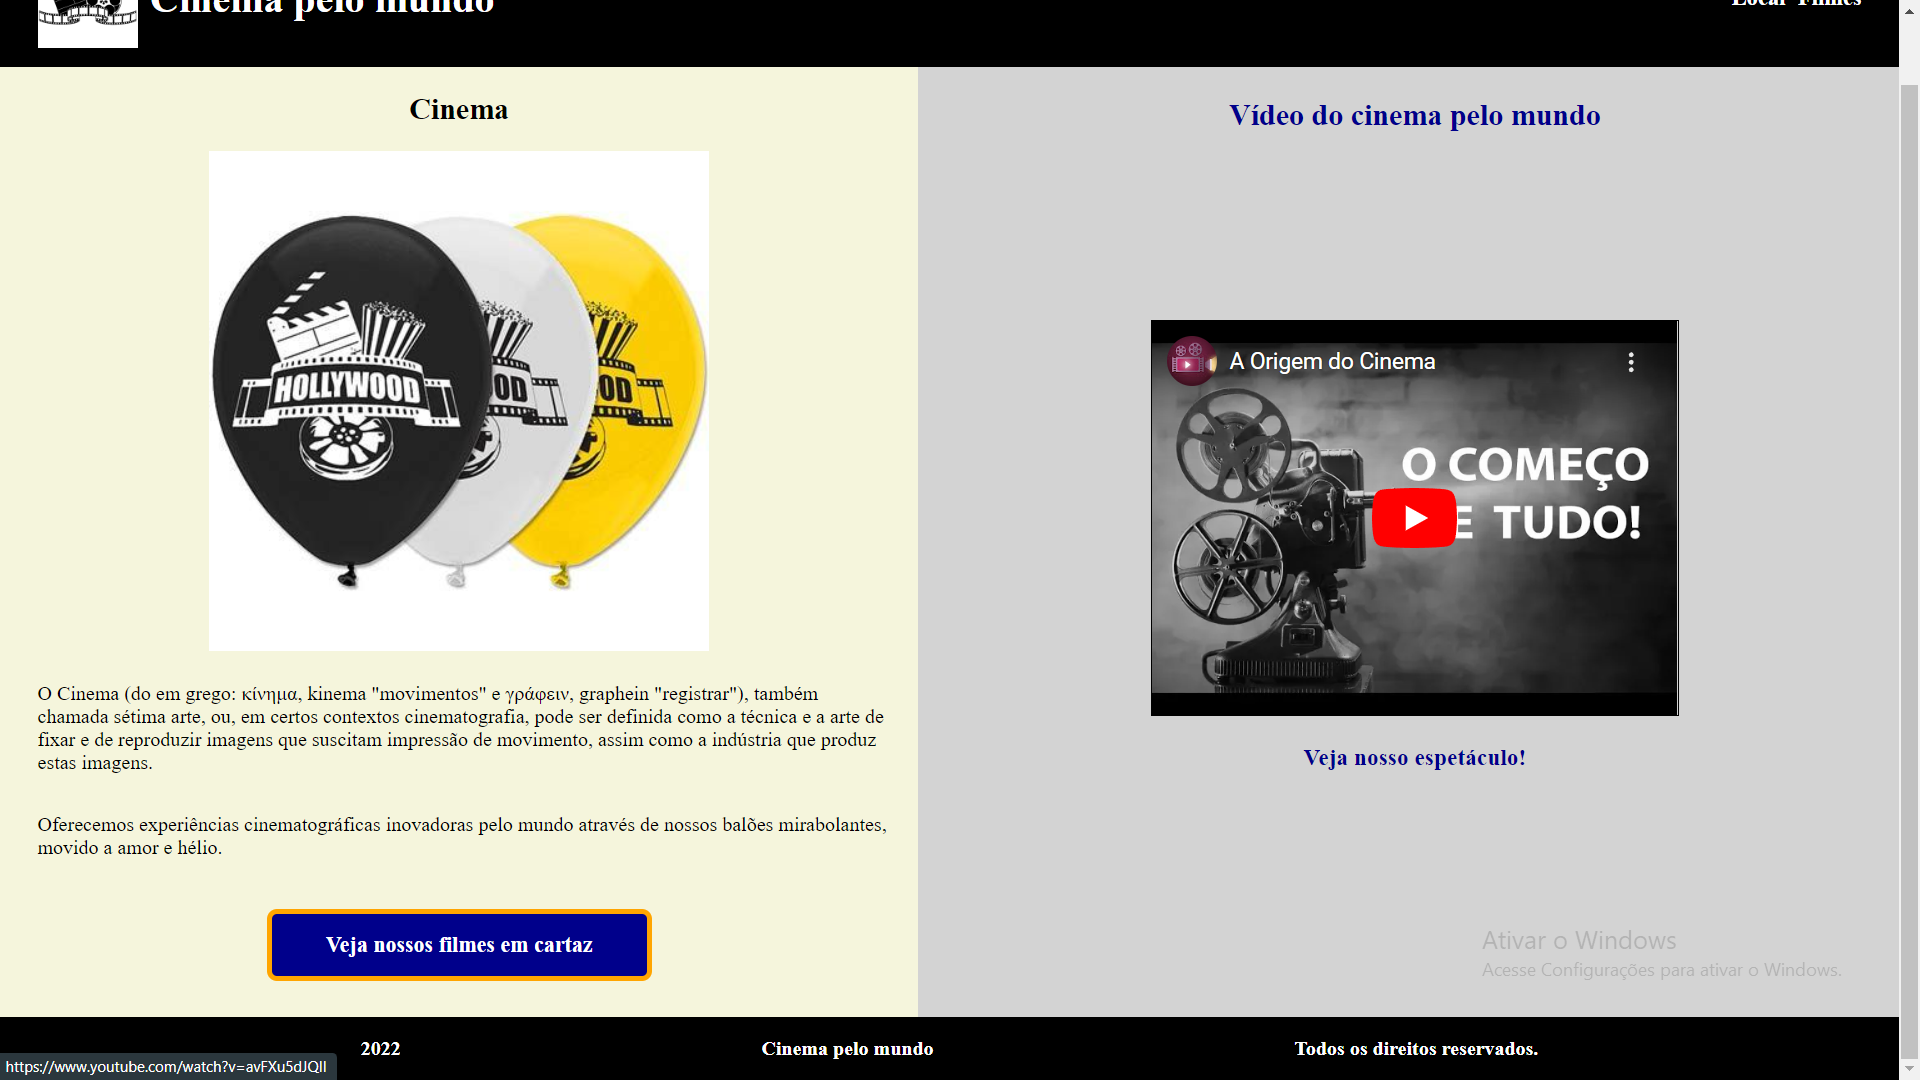 Cinema pelo mundo
Local Filmes
Cinema
HOLLYWOOD
OD
OD
O Cinema (do em grego: κίνημα, kinema "movimentos" e γράφειν, graphein "registrar"), também
chamada sétima arte, ou, em certos contextos cinematografia, pode ser definida como a técnica e a arte de
fixar e de reproduzir imagens que suscitam impressão de movimento, assim como a indústria que produz
estas imagens.
Oferecemos experiências cinematográficas inovadoras pelo mundo através de nossos balões mirabolantes,
movido a amor e hélio.
Veja nossos filmes em cartaz
Vídeo do cinema pelo mundo
A Origem do Cinema
O COMEÇO
E TUDO!
Veja nosso espetáculo!
Ativar o Windows
Acesse Configurações para ativar o Windows.
2022
Cinema pelo mundo
Todos os direitos reservados.
https://www.youtube.com/watch?v=avFXu5dJQlI